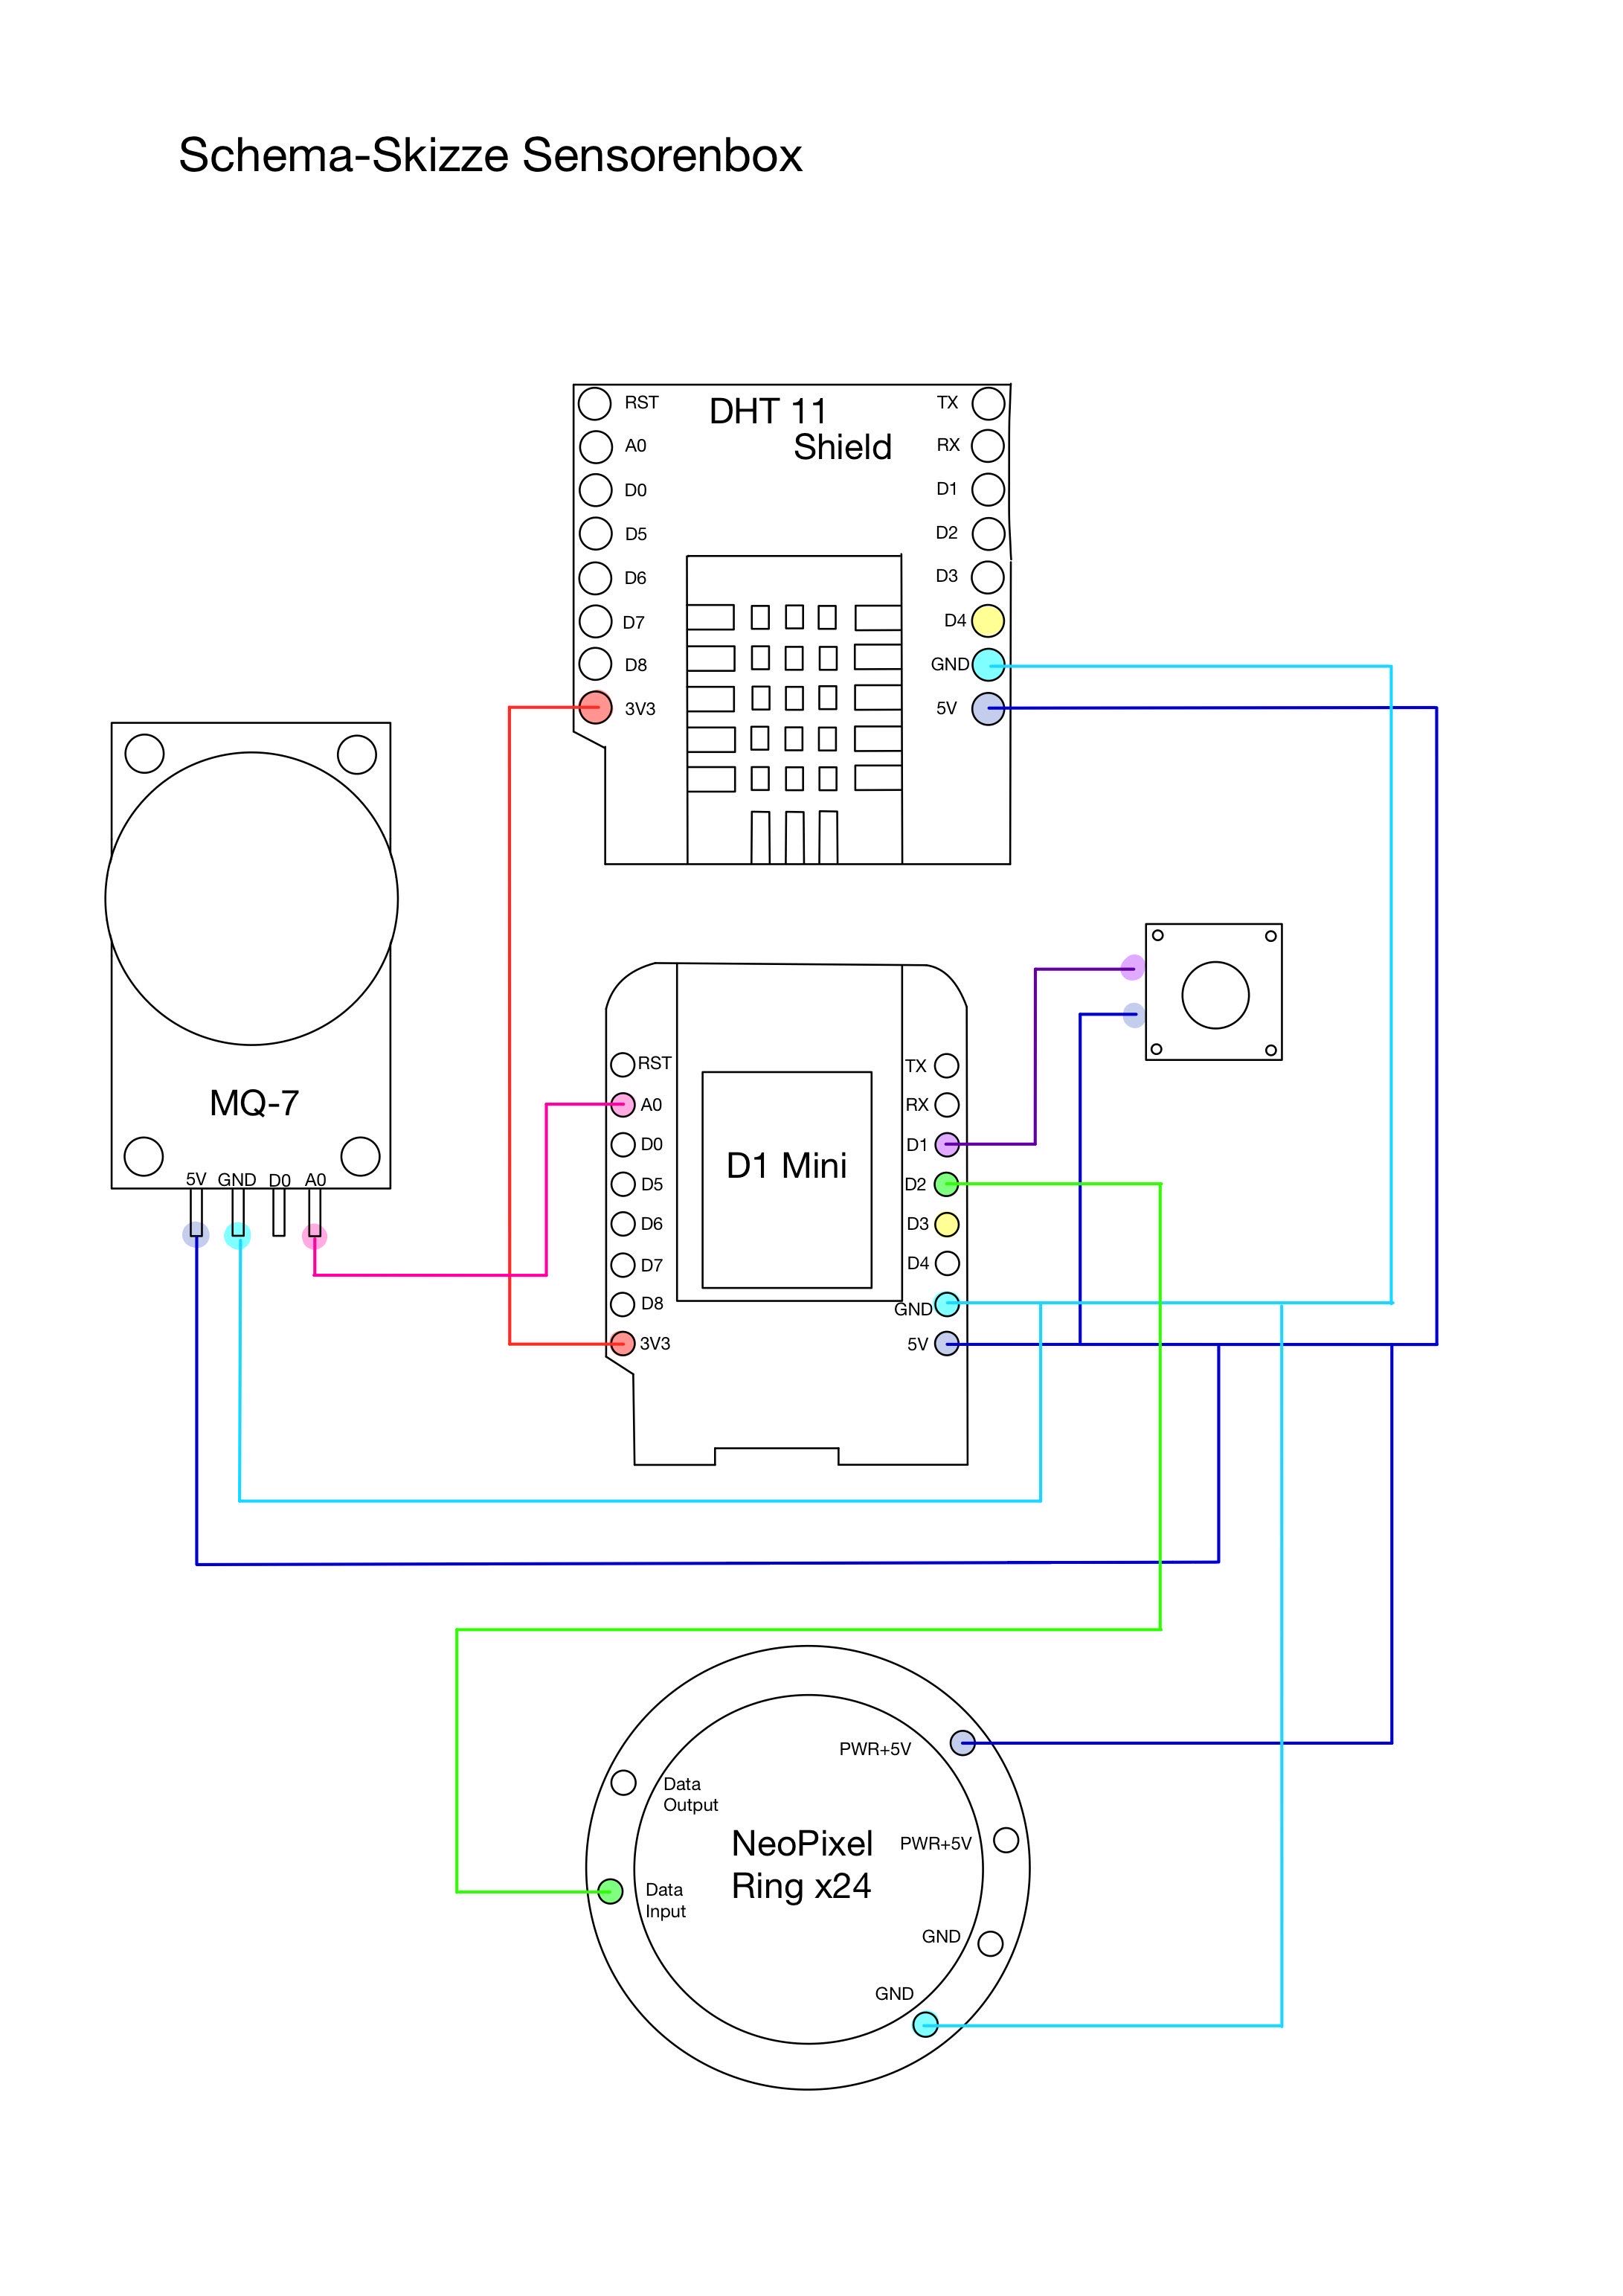 Schema-Skizze Sensorenbox
DHT 11
Shield
RST
A0
D0
D5
D6
D7
D8
3V3
TX
RX
D1
D2
D3
D4
GND
5V
MQ-7
5V GND D0 A0
D1 Mini
RST
A0
D0
D5
D6
D7
D8
3V3
TX
RX
D1
D2
D3
D4
GND
5V
NeoPixel
Ring x24
Data
Output
Data
Input
PWR+5V
PWR+5V
GND
GND